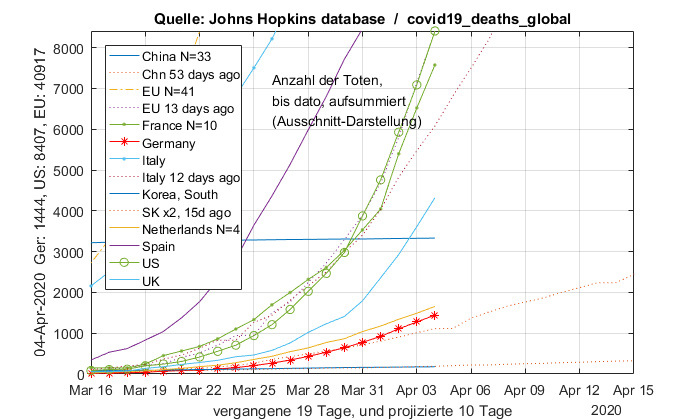 Quelle: Johns Hopkins database / covid19_deaths_global
04-Apr-2020 Ger: 1444, US: 8407, EU: 40917
8000
7000
6000
5000
4000
3000
2000
1000
0
China N=33
Chn 53 days ago
EU N=41
EU 13 days ago
France N=10
Germany
Italy
Italy 12 days ago
Korea, South
SK x2, 15d ago
Netherlands N=4
Spain
US
UK
Anzahl der Toten,
bis dato, aufsummiert
(Ausschnitt-Darstellung)
Mar 16 Mar 19 Mar 22 Mar 25 Mar 28 Mar 31 Apr 03 Apr 06 Apr 09 Apr 12 Apr 15
2020
vergangene 19 Tage, und projizierte 10 Tage